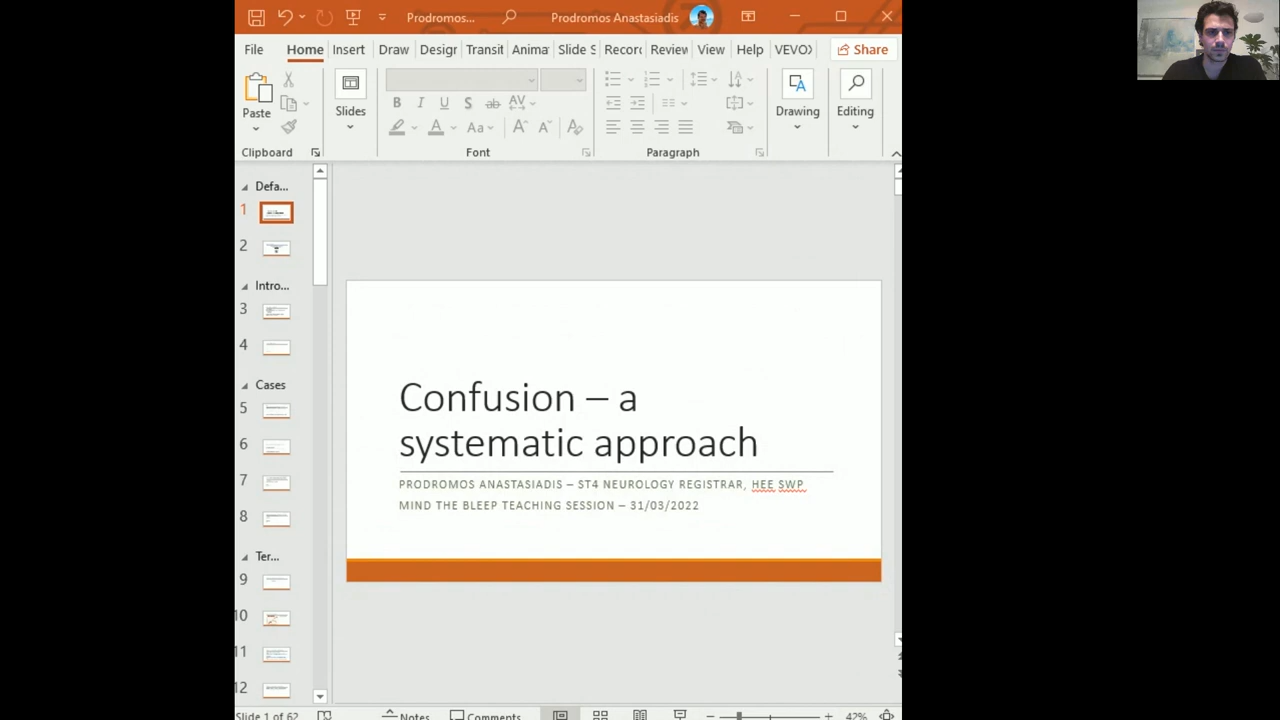 Prodromos...
Prodromos Anastasiadis
File
Home
Insert
Draw
Desigr
Transit
Animat
Slide S
Recorc
Review
View
Help
VEVOX
Share
Paste
Slides
Drawing
Editing
Clipboard
Font
Paragraph
Defa...
1
2
Intro...
3
4
Cases
5
6
7
8
Ter...
9
10
11
12
Confusion – a
systematic approach
PRODROMOS ANASTASIADIS – ST4 NEUROLOGY REGISTRAR, HEE SWP
MIND THE BLEEP TEACHING SESSION – 31/03/2022
Slide 1 of 62
Notes
Comments
42%